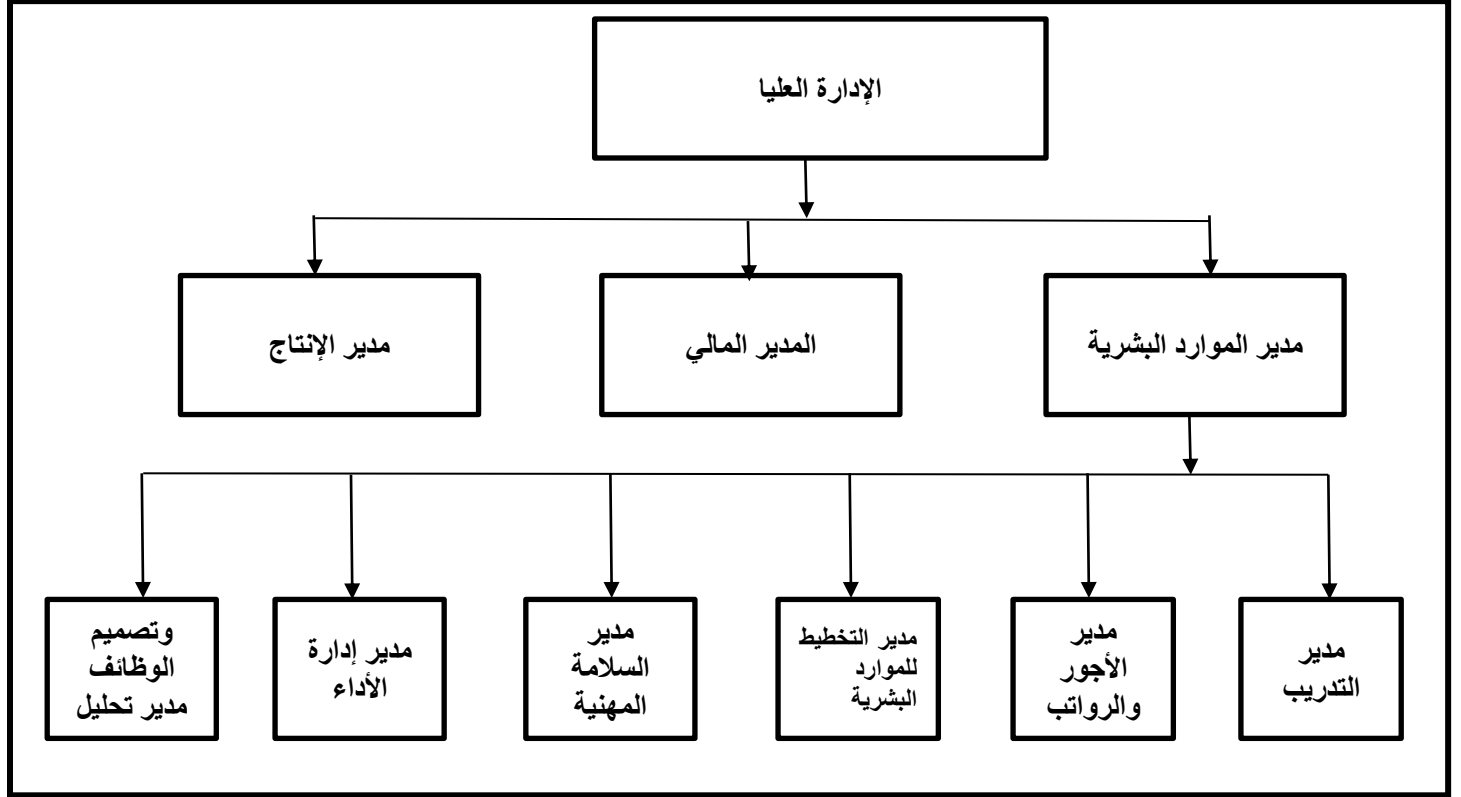 الإدارة العليا
مدير الموارد البشرية
المدير المالي
مدير الإنتاج
مدير
التدريب
مدير
الأجور
والرواتب
مدير التخطيط
للموارد
البشرية
مدير
السلامة
المهنية
مدير إدارة
الأداء
وتصميم
الوظائف
مدير تحليل